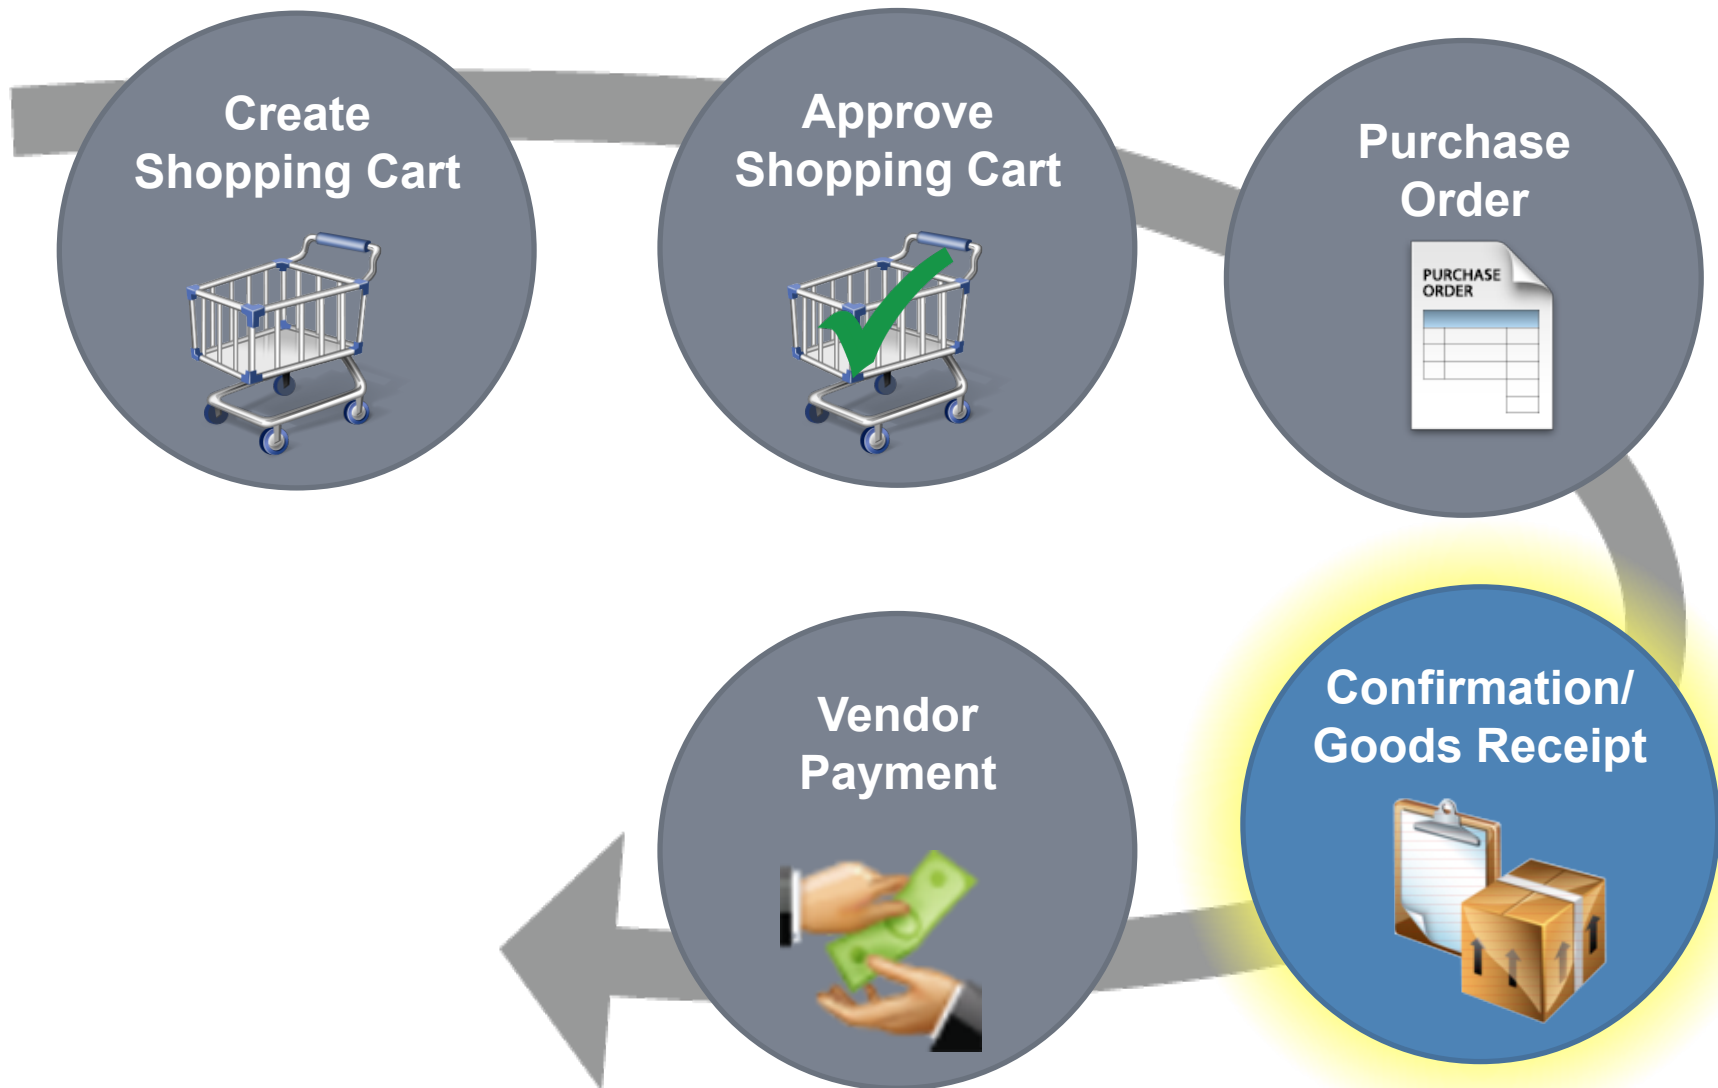 Create
Shopping Cart
Approve
Shopping Cart
Purchase
Order
PURCHASE
ORDER
Confirmation/
Goods Receipt
Vendor
Payment